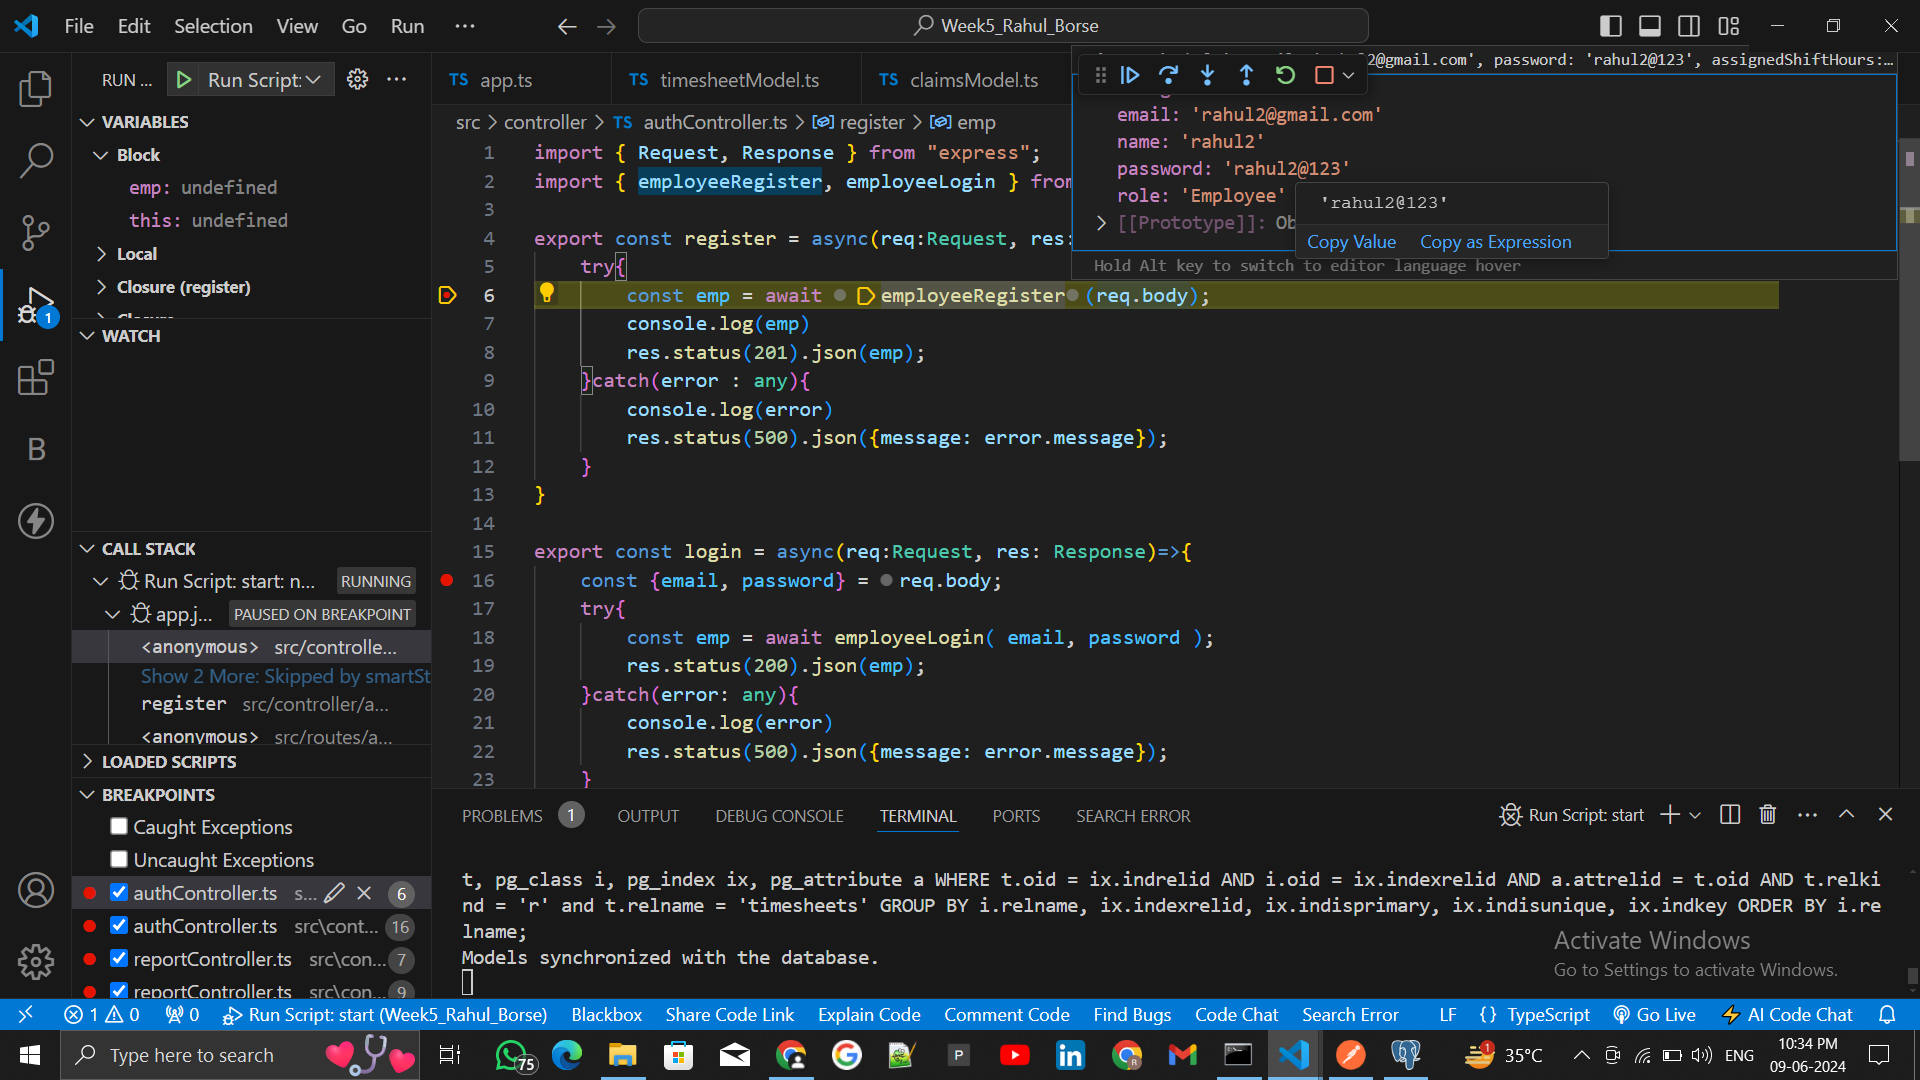 File Edit Selection View Go Run ···
Week5_Rahul_Borse
RUN ... Run Script: ···
TS app.ts
TS timesheetModel.ts
TS claimsModel.ts
2@gmail.com', password: 'rahul2@123', assignedShiftHours:…
email: 'rahul2@gmail.com'
name: 'rahul2'
password: 'rahul2@123'
role: 'Employee'
[[Prototype]]: Ob
'rahul2@123'
Copy Value Copy as Expression
Hold Alt key to switch to editor language hover
VARIABLES
Block
emp: undefined
this: undefined
Local
Closure (register)
WATCH
src > controller > TS authController.ts > register > emp
1 import { Request, Response } from "express";
2 import { employeeRegister, employeeLogin } from
3
4 export const register = async(req:Request, res:
5 try{
6 const emp = await employeeRegister (req.body);
7 console.log(emp)
8 res.status(201).json(emp);
9 }catch(error : any){
10 console.log(error)
11 res.status(500).json({message: error.message});
12 }
13 }
14
15 export const login = async(req:Request, res: Response)=>{
16 const {email, password} = req.body;
17 try{
18 const emp = await employeeLogin( email, password );
19 res.status(200).json(emp);
20 }catch(error: any){
21 console.log(error)
22 res.status(500).json({message: error.message});
23 }
1
B
CALL STACK
Run Script: start: n... RUNNING
app.j... PAUSED ON BREAKPOINT
<anonymous> src/controlle...
Show 2 More: Skipped by smartSt
register src/controller/a...
<anonymous> src/routes/a...
LOADED SCRIPTS
BREAKPOINTS
Caught Exceptions
Uncaught Exceptions
authController.ts s... 6
authController.ts src\cont... 16
reportController.ts src\con... 7
reportController.ts src\con... 9
PROBLEMS 1 OUTPUT DEBUG CONSOLE TERMINAL PORTS SEARCH ERROR
Run Script: start ···
t, pg_class i, pg_index ix, pg_attribute a WHERE t.oid = ix.indrelid AND i.oid = ix.indexrelid AND a.attrelid = t.oid AND t.relki
nd = 'r' and t.relname = 'timesheets' GROUP BY i.relname, ix.indexrelid, ix.indisprimary, ix.indisunique, ix.indkey ORDER BY i.re
lname;
Models synchronized with the database.
Activate Windows
Go to Settings to activate Windows.
1 0 0 Run Script: start (Week5_Rahul_Borse) Blackbox Share Code Link Explain Code Comment Code Find Bugs Code Chat Search Error LF {} TypeScript Go Live AI Code Chat
Type here to search
75
P
1 35°C ENG
10:34 PM
09-06-2024